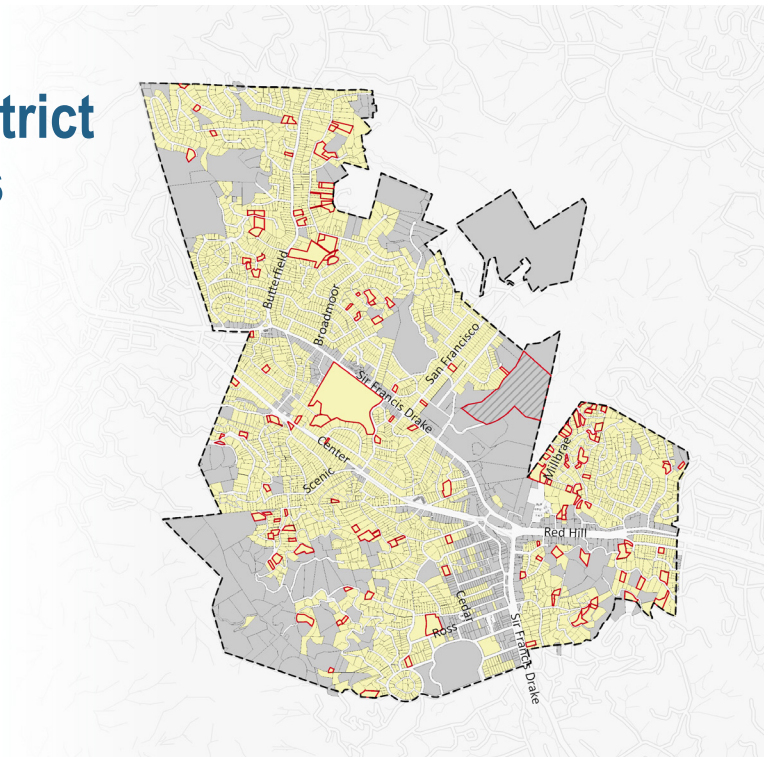 trict
s
Butterfield
Broadmoor
San Francisco
Sir Francis Drake
Center
Scenic
Millbrae
Red Hill
Cedar
Ross
Sir Francis Drake